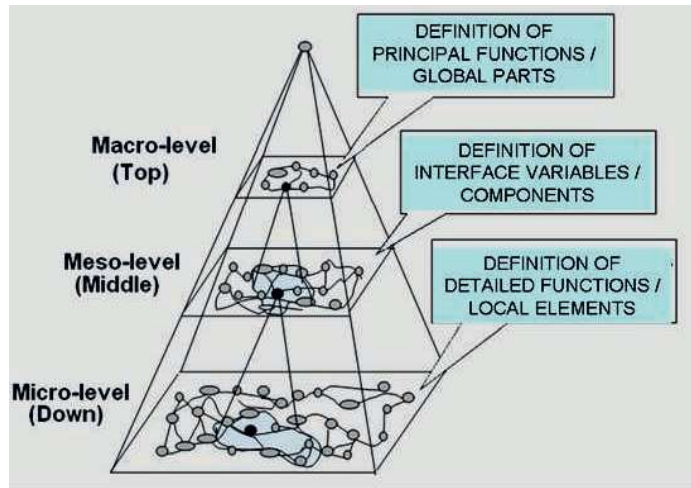 DEFINITION OF
PRINCIPAL FUNCTIONS /
GLOBAL PARTS
Macro-level
(Top)
DEFINITION OF
INTERFACE VARIABLES /
COMPONENTS
Meso-level
(Middle)
DEFINITION OF
DETAILED FUNCTIONS /
LOCAL ELEMENTS
Micro-level
(Down)